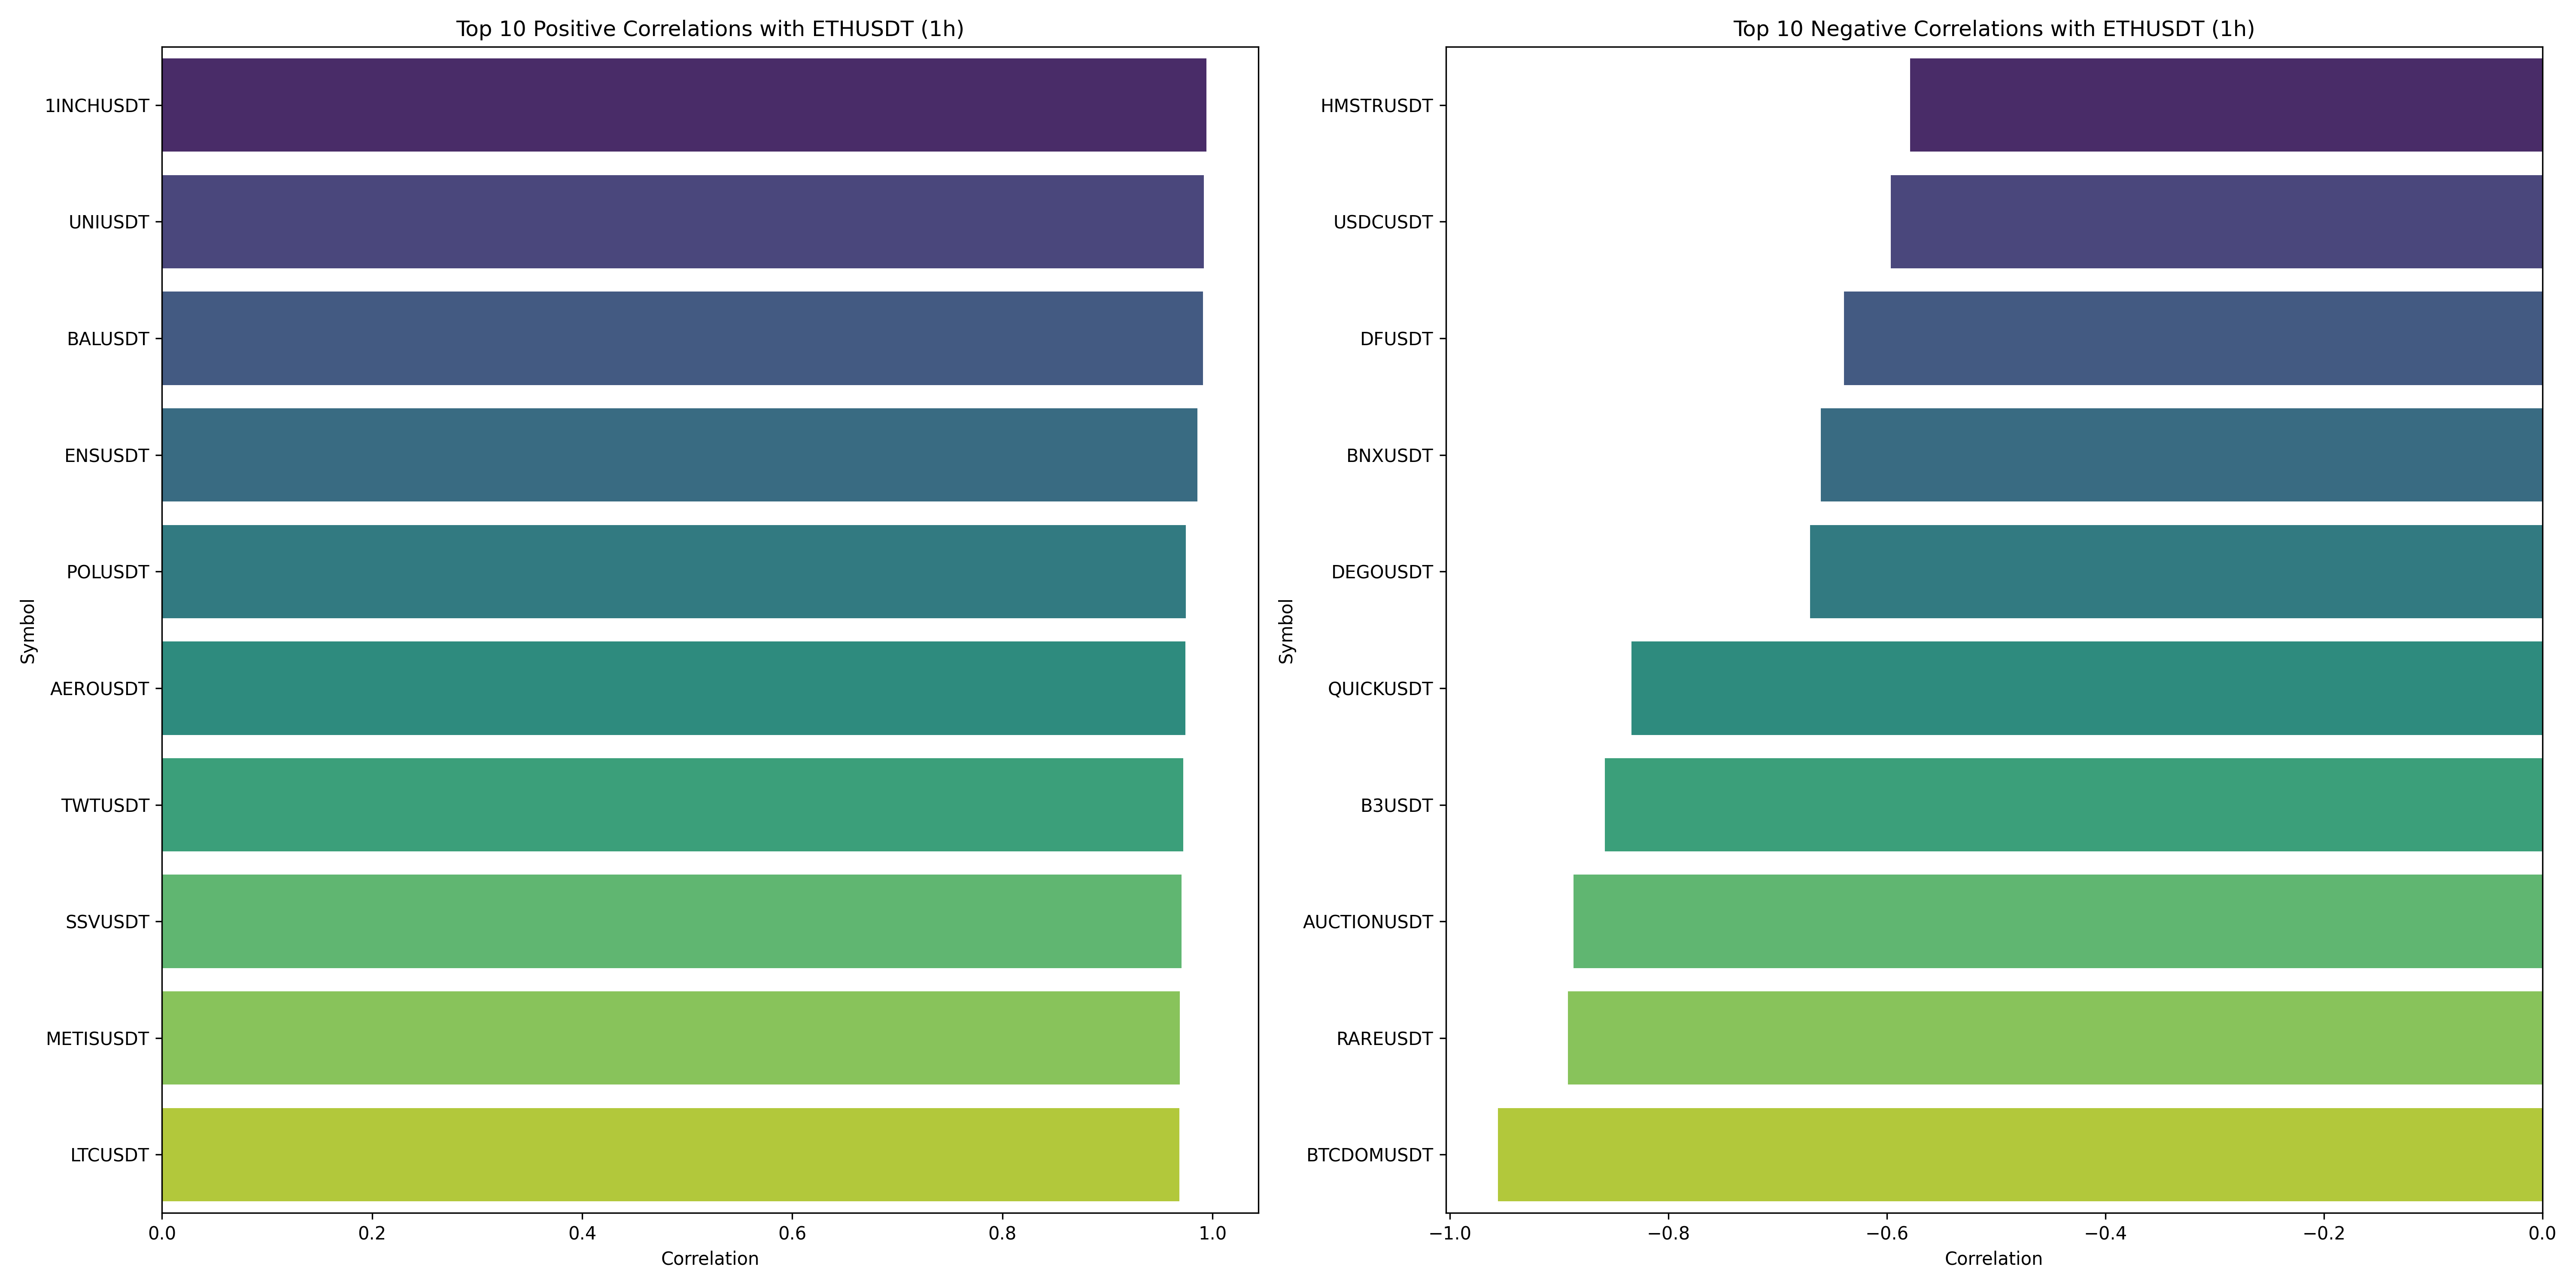 Top 10 Positive Correlations with ETHUSDT (1h)
Symbol
1INCHUSDT
UNIUSDT
BALUSDT
ENSUSDT
POLUSDT
AEROUSDT
TWTUSDT
SSVUSDT
METISUSDT
LTCUSDT
0.0 0.2 0.4 0.6 0.8 1.0
Correlation
Top 10 Negative Correlations with ETHUSDT (1h)
Symbol
HMSTRUSDT
USDCUSDT
DFUSDT
BNXUSDT
DEGOUSDT
QUICKUSDT
B3USDT
AUCTIONUSDT
RAREUSDT
BTCDOMUSDT
−1.0 −0.8 −0.6 −0.4 −0.2 0.0
Correlation